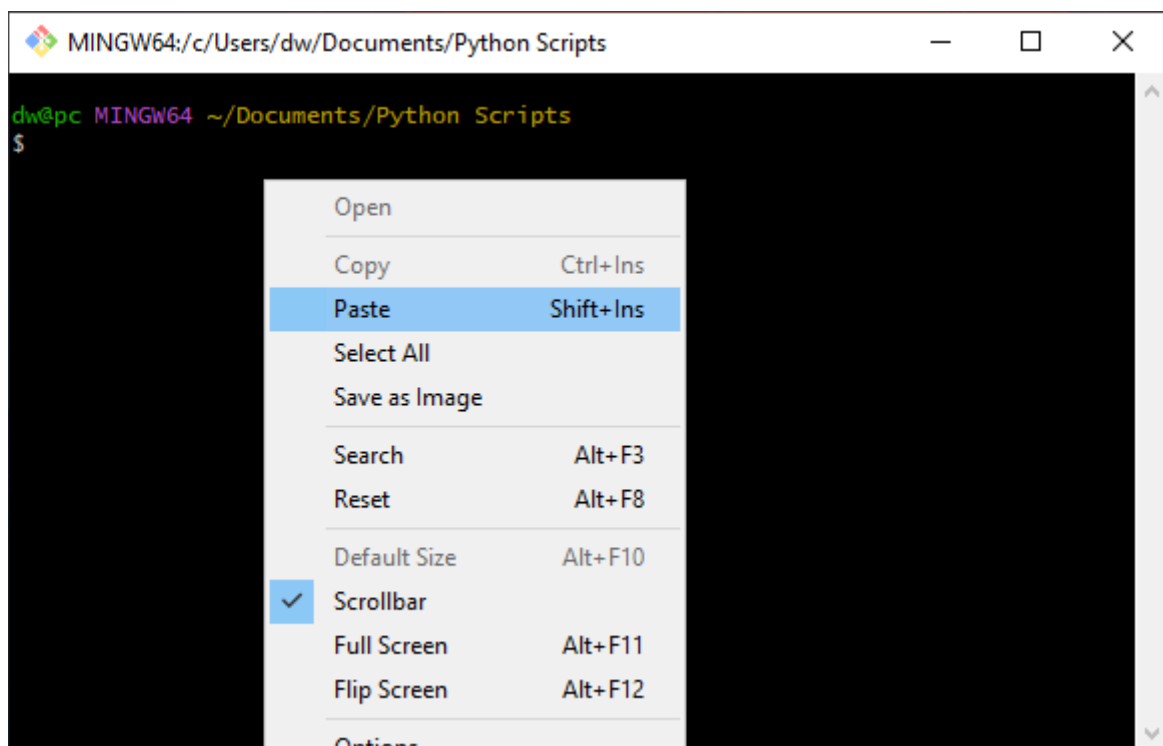 MINGW64:/c/Users/dw/Documents/Python Scripts
dw@pc MINGW64 ~/Documents/Python Scripts
$
Open
Copy Ctrl+Ins
Paste Shift+Ins
Select All
Save as Image
Search Alt+F3
Reset Alt+F8
Default Size Alt+F10
Scrollbar
Full Screen Alt+F11
Flip Screen Alt+F12